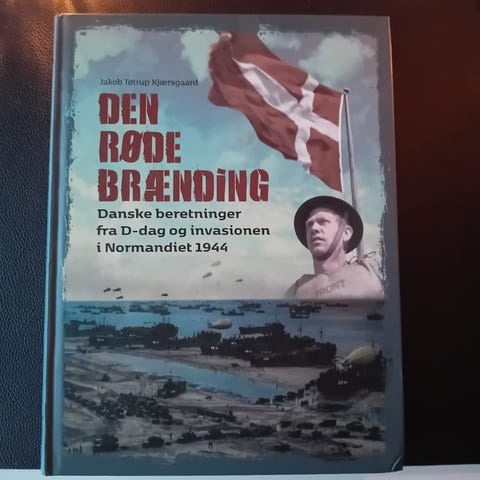 Jakob Tøtrup Kjærsgaard
DEN
RØDE
BRÆNDING
Danske beretninger
fra D-dag og invasionen
i Normandiet 1944
FRONT